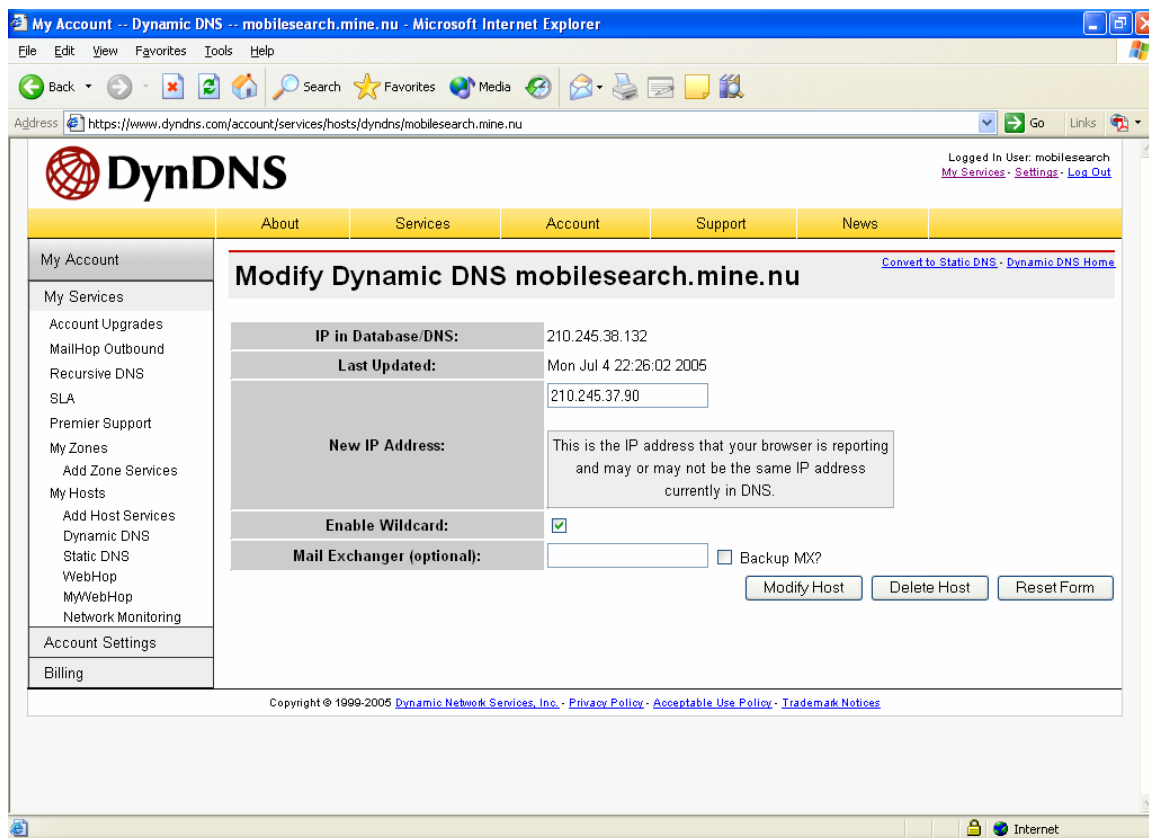 My Account -- Dynamic DNS -- mobilesearch.mine.nu - Microsoft Internet Explorer
File Edit View Favorites Tools Help
Back Search Favorites Media
Address https://www.dyndns.com/account/services/hosts/dyndns/mobilesearch.mine.nu Go Links
DynDNS
Logged In User: mobilesearch
My Services - Settings - Log Out
About Services Account Support News
My Account
My Services
Account Upgrades
MailHop Outbound
Recursive DNS
SLA
Premier Support
My Zones
Add Zone Services
My Hosts
Add Host Services
Dynamic DNS
Static DNS
WebHop
MyWebHop
Network Monitoring
Account Settings
Billing
Convert to Static DNS - Dynamic DNS Home
Modify Dynamic DNS mobilesearch.mine.nu
IP in Database/DNS: 210.245.38.132
Last Updated: Mon Jul 4 22:26:02 2005
New IP Address: 210.245.37.90
This is the IP address that your browser is reporting
and may or may not be the same IP address
currently in DNS.
Enable Wildcard:
Mail Exchanger (optional): Backup MX?
Modify Host Delete Host Reset Form
Copyright © 1999-2005 Dynamic Network Services, Inc. - Privacy Policy - Acceptable Use Policy - Trademark Notices
Internet